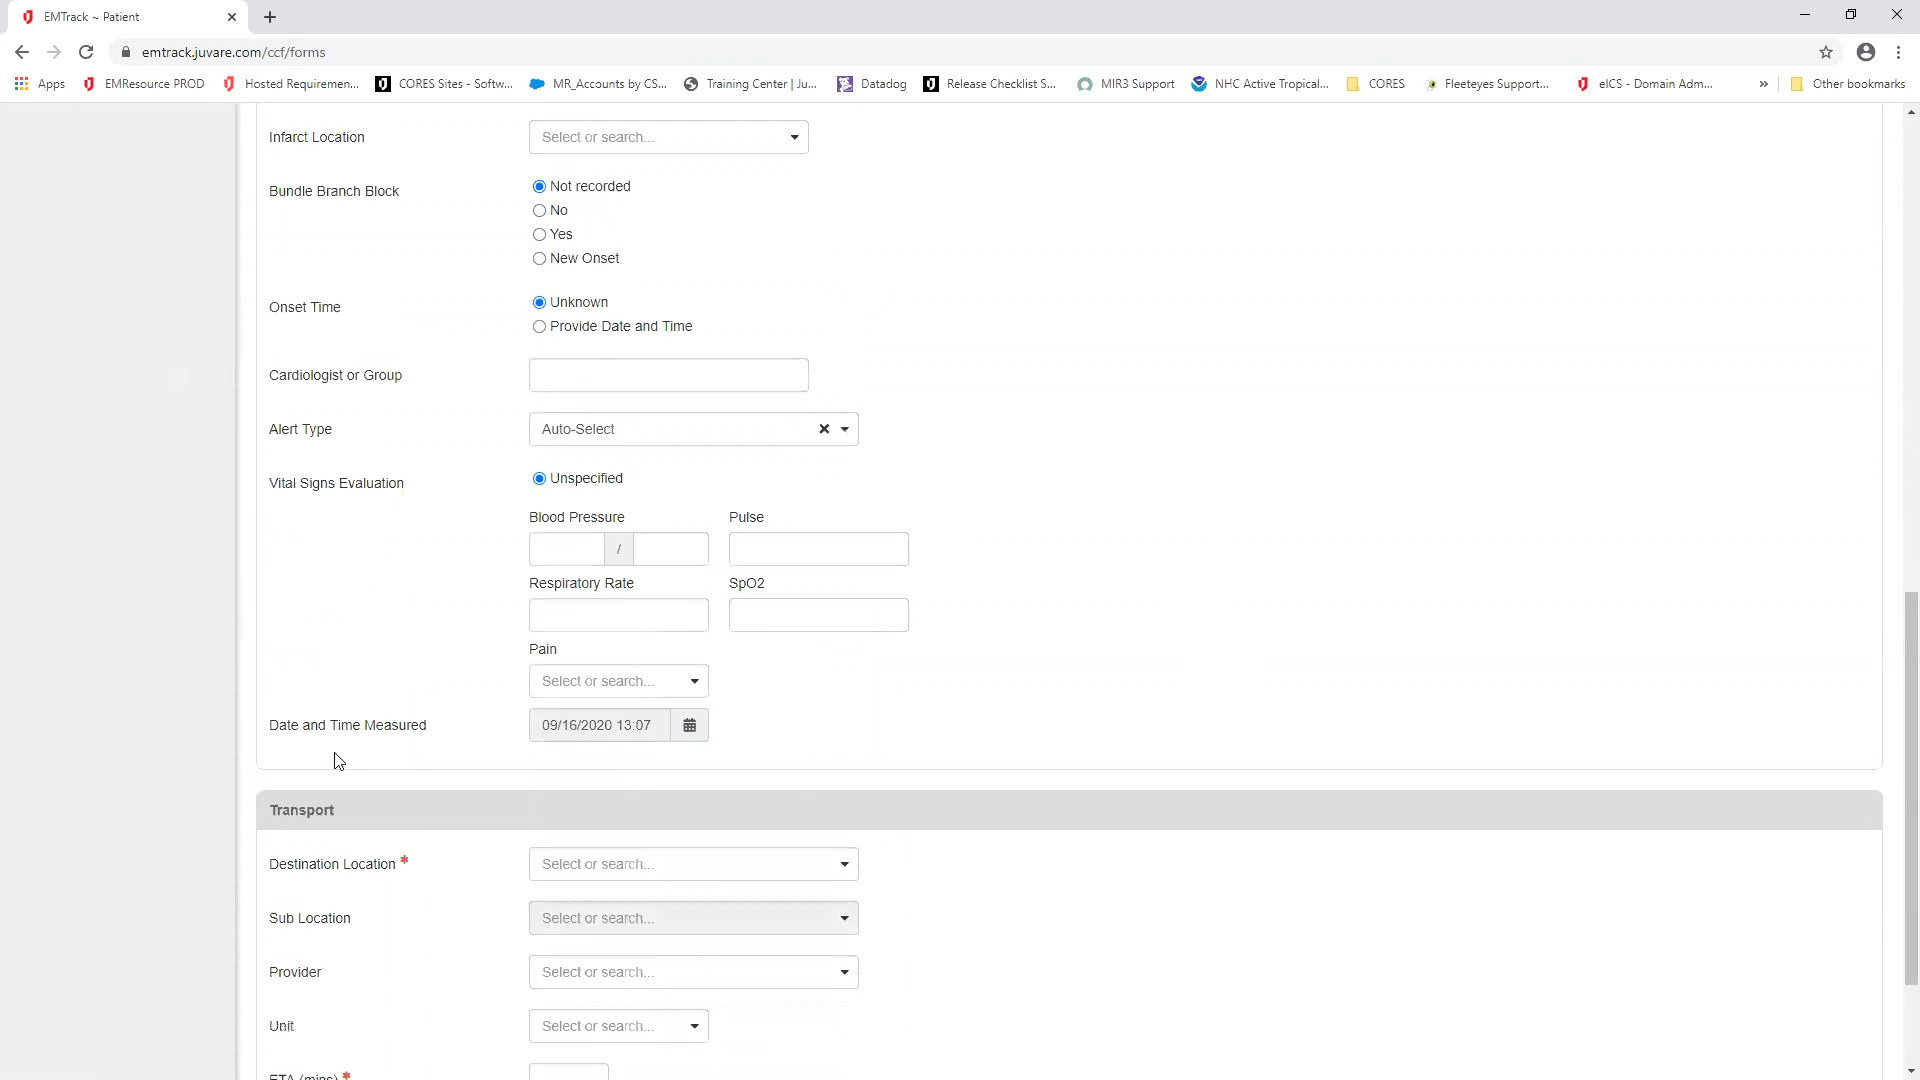 EMTrack ~ Patient
emtrack.juvare.com/ccf/forms
Apps EMResource PROD Hosted Requiremen... CORES Sites - Softw... MR_Accounts by CS... Training Center | Ju... Datadog Release Checklist S... MIR3 Support NHC Active Tropical... CORES Fleeteyes Support... eICS - Domain Adm... » Other bookmarks
Infarct Location Select or search...
Bundle Branch Block Not recorded
No
Yes
New Onset
Onset Time Unknown
Provide Date and Time
Cardiologist or Group
Alert Type Auto-Select
Vital Signs Evaluation Unspecified
Blood Pressure Pulse
/
Respiratory Rate SpO2
Pain
Select or search...
Date and Time Measured 09/16/2020 13:07
Transport
Destination Location * Select or search...
Sub Location Select or search...
Provider Select or search...
Unit Select or search...
ETA (mins) *